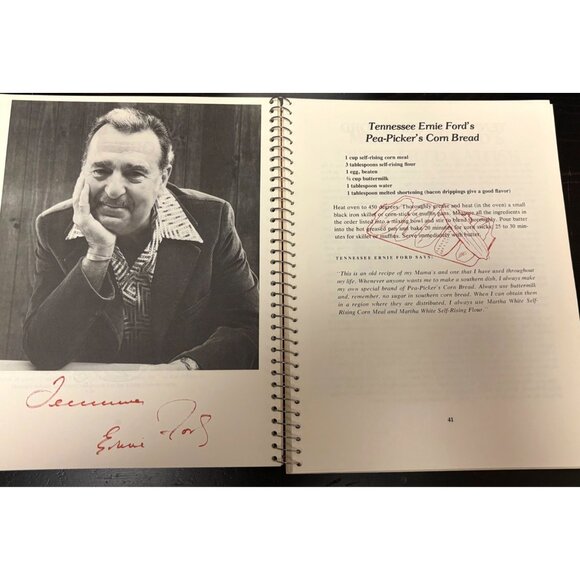 Tennessee
Ernie Ford
Tennessee Ernie Ford's
Pea-Picker's Corn Bread
1 cup self-rising corn meal
3 tablespoons self-rising flour
1 egg, beaten
¾ cup buttermilk
1 tablespoon water
1 tablespoon melted shortening (bacon drippings give a good flavor)
Heat oven to 450 degrees. Thoroughly grease and heat (in the oven) a small
black iron skillet or corn-stick or muffin pans. Measure all the ingredients in
the order listed into a mixing bowl and stir to blend thoroughly. Pour batter
into the hot greased pan and bake 20 minutes for corn sticks; 25 to 30 min-
utes for skillet or muffins. Serve immediately with butter.
TENNESSEE ERNIE FORD SAYS:
"This is an old recipe of my Mama's and one that I have used throughout
my life. Whenever anyone wants me to make a southern dish, I always make
my own special brand of Pea-Picker's Corn Bread. Always use buttermilk
and, remember, no sugar in southern corn bread. When I can obtain them
in a region where they are distributed, I always use Martha White Self-
Rising Corn Meal and Martha White Self-Rising Flour."
41